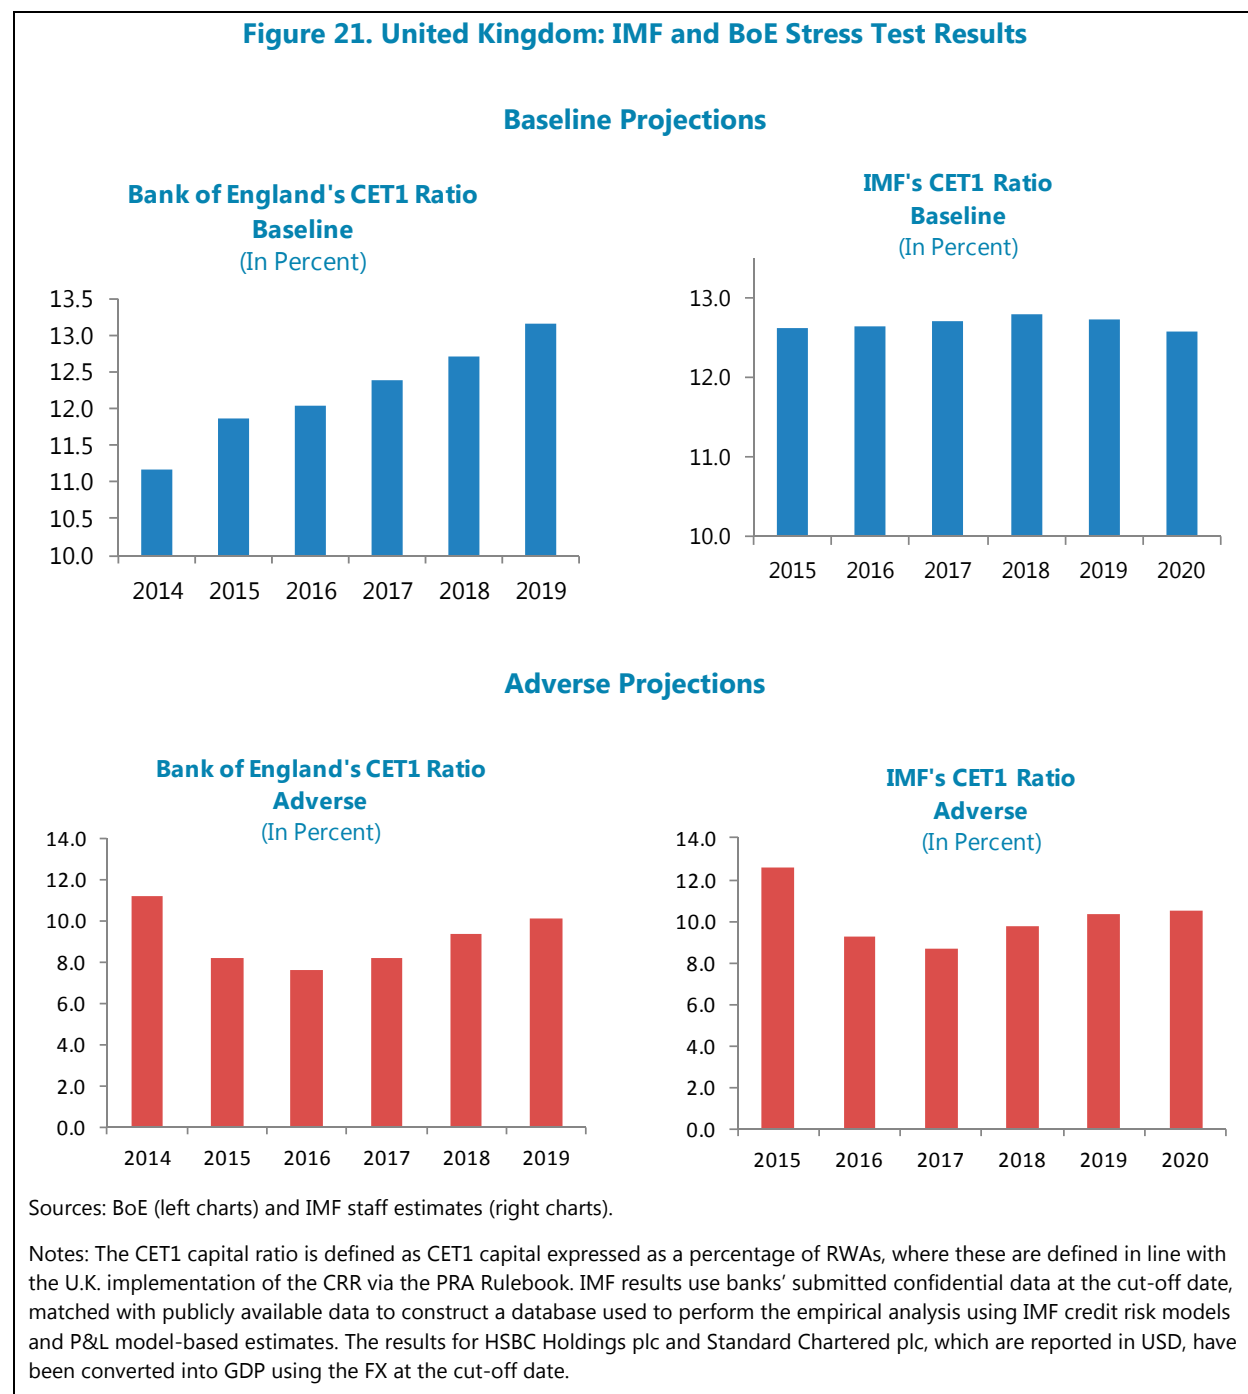 Figure 21. United Kingdom: IMF and BoE Stress Test Results
Baseline Projections
Bank of England's CET1 Ratio
Baseline
(In Percent)
13.5
13.0
12.5
12.0
11.5
11.0
10.5
10.0
2014 2015 2016 2017 2018 2019
IMF's CET1 Ratio
Baseline
(In Percent)
13.0
12.0
11.0
10.0
2015 2016 2017 2018 2019 2020
Adverse Projections
Bank of England's CET1 Ratio
Adverse
(In Percent)
14.0
12.0
10.0
8.0
6.0
4.0
2.0
0.0
2014 2015 2016 2017 2018 2019
IMF's CET1 Ratio
Adverse
(In Percent)
14.0
12.0
10.0
8.0
6.0
4.0
2.0
0.0
2015 2016 2017 2018 2019 2020
Sources: BoE (left charts) and IMF staff estimates (right charts).
Notes: The CET1 capital ratio is defined as CET1 capital expressed as a percentage of RWAs, where these are defined in line with
the U.K. implementation of the CRR via the PRA Rulebook. IMF results use banks’ submitted confidential data at the cut-off date,
matched with publicly available data to construct a database used to perform the empirical analysis using IMF credit risk models
and P&L model-based estimates. The results for HSBC Holdings plc and Standard Chartered plc, which are reported in USD, have
been converted into GDP using the FX at the cut-off date.